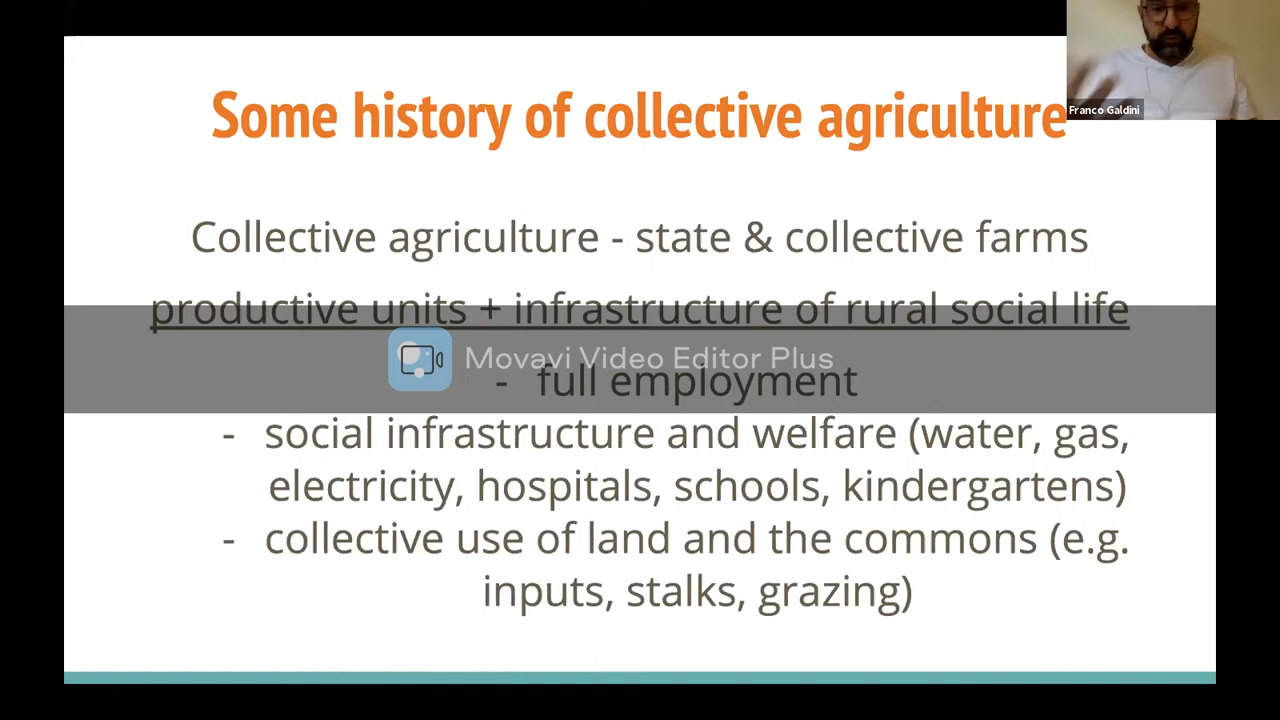 Franco Galdini
Some history of collective agriculture
Collective agriculture - state & collective farms
productive units + infrastructure of rural social life
Movavi Video Editor Plus
- full employment
- social infrastructure and welfare (water, gas,
electricity, hospitals, schools, kindergartens)
- collective use of land and the commons (e.g.
inputs, stalks, grazing)